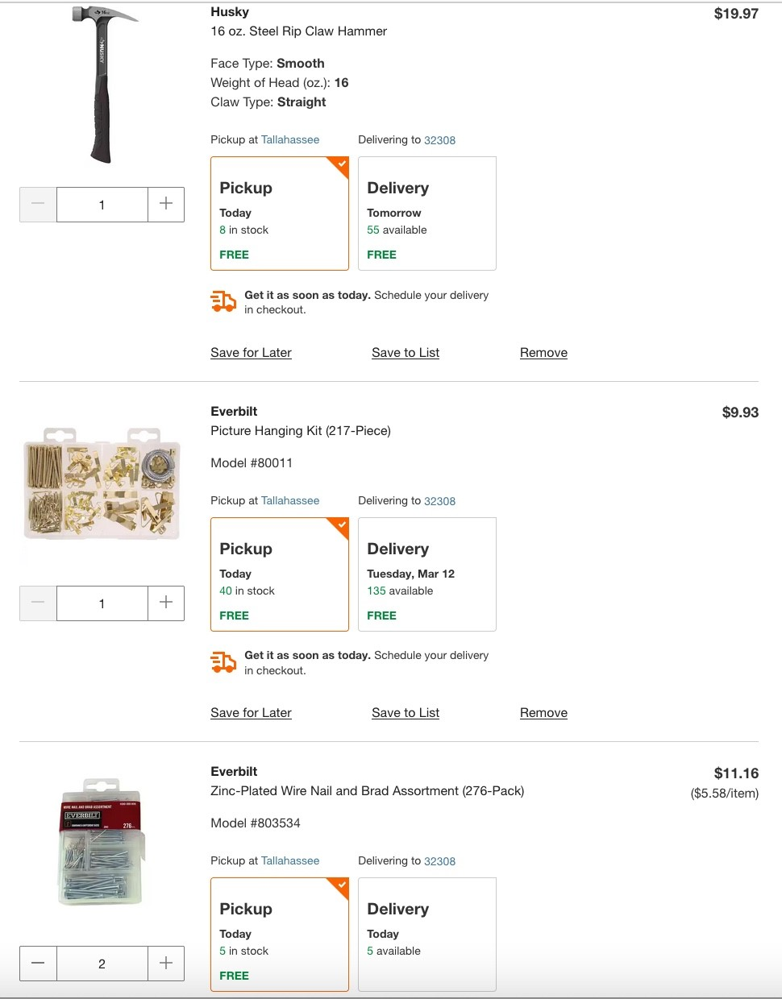 Husky
$19.97
16 oz. Steel Rip Claw Hammer
Face Type: Smooth
Weight of Head (oz.): 16
Claw Type: Straight
Pickup at Tallahassee
Delivering to 32308
Pickup
Today
8 in stock
FREE
Delivery
Tomorrow
55 available
FREE
1
Get it as soon as today. Schedule your delivery
in checkout.
Save for Later
Save to List
Remove
Everbilt
$9.93
Picture Hanging Kit (217-Piece)
Model #80011
Pickup at Tallahassee
Delivering to 32308
Pickup
Today
40 in stock
FREE
Delivery
Tuesday, Mar 12
135 available
FREE
1
Get it as soon as today. Schedule your delivery
in checkout.
Save for Later
Save to List
Remove
Everbilt
$11.16
($5.58/item)
Zinc-Plated Wire Nail and Brad Assortment (276-Pack)
Model #803534
WIRE NAIL AND BRAD ASSORTMENT
EVERBILT
276
Pickup at Tallahassee
Delivering to 32308
Pickup
Today
5 in stock
FREE
Delivery
Today
5 available
2